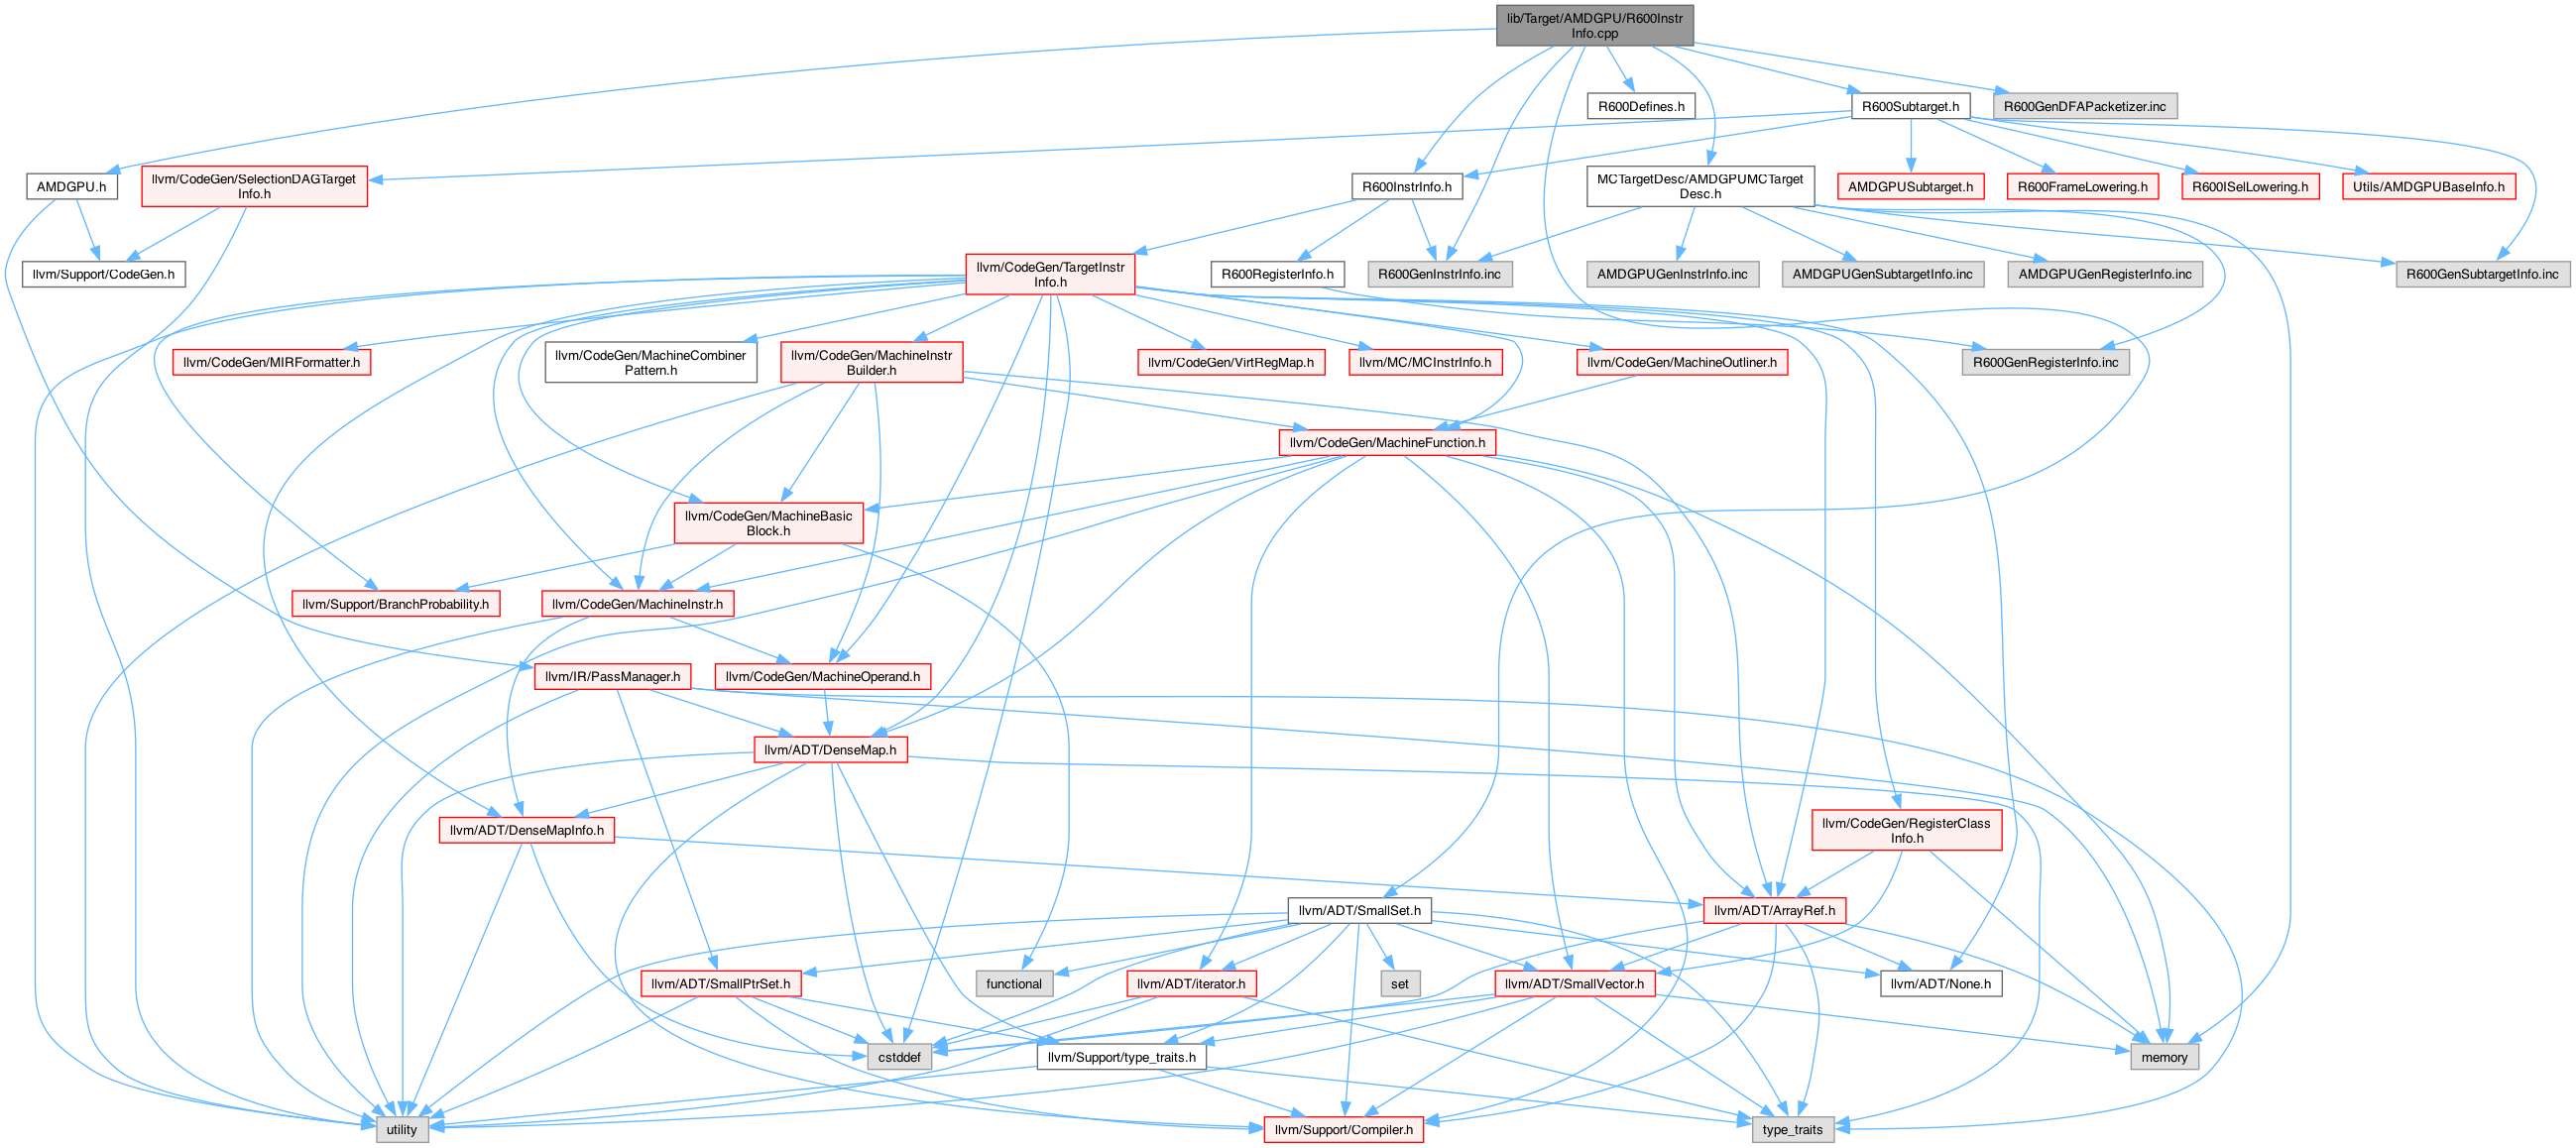 lib/Target/AMDGPU/R600Instr
Info.cpp
R600Defines.h
R600Subtarget.h
R600GenDFAPacketizer.inc
AMDGPU.h
llvm/CodeGen/SelectionDAGTarget
Info.h
R600InstrInfo.h
MCTargetDesc/AMDGPUMCTarget
Desc.h
AMDGPUSubtarget.h
R600FrameLowering.h
R600ISelLowering.h
Utils/AMDGPUBaseInfo.h
llvm/Support/CodeGen.h
llvm/CodeGen/TargetInstr
Info.h
R600RegisterInfo.h
R600GenInstrInfo.inc
AMDGPUGenInstrInfo.inc
AMDGPUGenSubtargetInfo.inc
AMDGPUGenRegisterInfo.inc
R600GenSubtargetInfo.inc
llvm/CodeGen/MIRFormatter.h
llvm/CodeGen/MachineCombiner
Pattern.h
llvm/CodeGen/MachineInstr
Builder.h
llvm/CodeGen/VirtRegMap.h
llvm/MC/MCInstrInfo.h
llvm/CodeGen/MachineOutliner.h
R600GenRegisterInfo.inc
llvm/CodeGen/MachineFunction.h
llvm/CodeGen/MachineBasic
Block.h
llvm/Support/BranchProbability.h
llvm/CodeGen/MachineInstr.h
llvm/IR/PassManager.h
llvm/CodeGen/MachineOperand.h
llvm/ADT/DenseMap.h
llvm/ADT/DenseMapInfo.h
llvm/CodeGen/RegisterClass
Info.h
llvm/ADT/SmallSet.h
llvm/ADT/ArrayRef.h
llvm/ADT/SmallPtrSet.h
functional
llvm/ADT/iterator.h
set
llvm/ADT/SmallVector.h
llvm/ADT/None.h
cstddef
llvm/Support/type_traits.h
memory
utility
llvm/Support/Compiler.h
type_traits